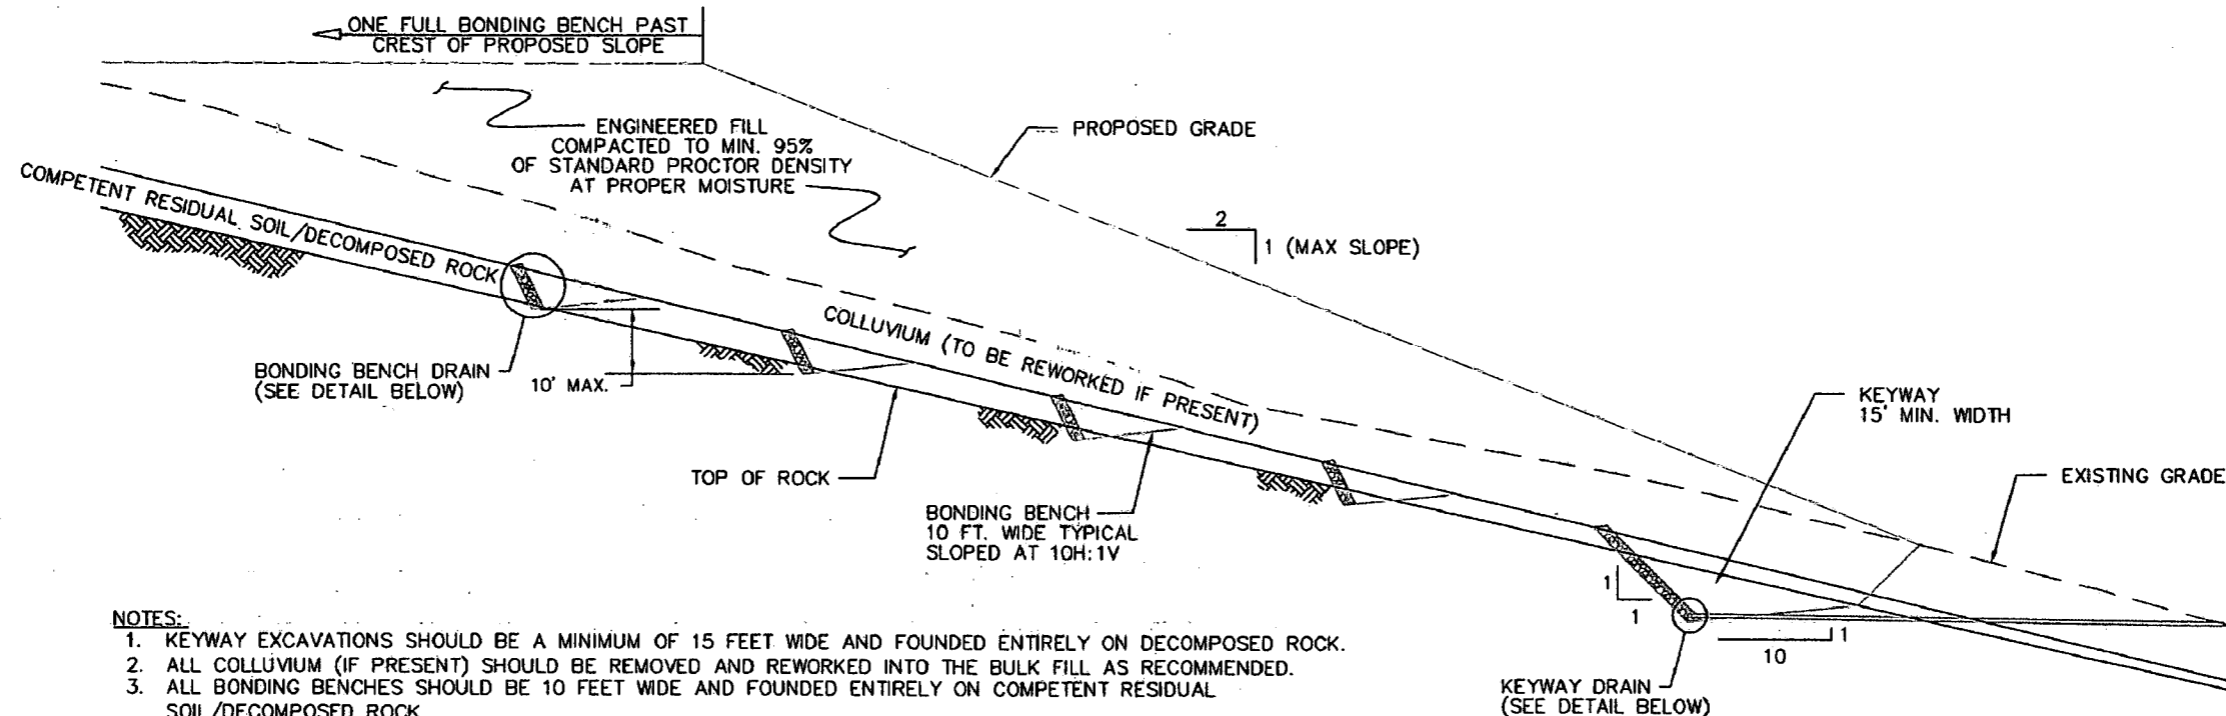 ONE FULL BONDING BENCH PAST
CREST OF PROPOSED SLOPE
ENGINEERED FILL
COMPACTED TO MIN. 95%
OF STANDARD PROCTOR DENSITY
AT PROPER MOISTURE
PROPOSED GRADE
2
1 (MAX SLOPE)
COMPETENT RESIDUAL SOIL/DECOMPOSED ROCK
COLLUVIUM (TO BE REWORKED IF PRESENT)
BONDING BENCH DRAIN
(SEE DETAIL BELOW)
10' MAX.
TOP OF ROCK
BONDING BENCH
10 FT. WIDE TYPICAL
SLOPED AT 10H:1V
KEYWAY
15' MIN. WIDTH
EXISTING GRADE
1
1
1
10
KEYWAY DRAIN
(SEE DETAIL BELOW)
NOTES:
1. KEYWAY EXCAVATIONS SHOULD BE A MINIMUM OF 15 FEET WIDE AND FOUNDED ENTIRELY ON DECOMPOSED ROCK.
2. ALL COLLUVIUM (IF PRESENT) SHOULD BE REMOVED AND REWORKED INTO THE BULK FILL AS RECOMMENDED.
3. ALL BONDING BENCHES SHOULD BE 10 FEET WIDE AND FOUNDED ENTIRELY ON COMPETENT RESIDUAL
SOIL/DECOMPOSED ROCK